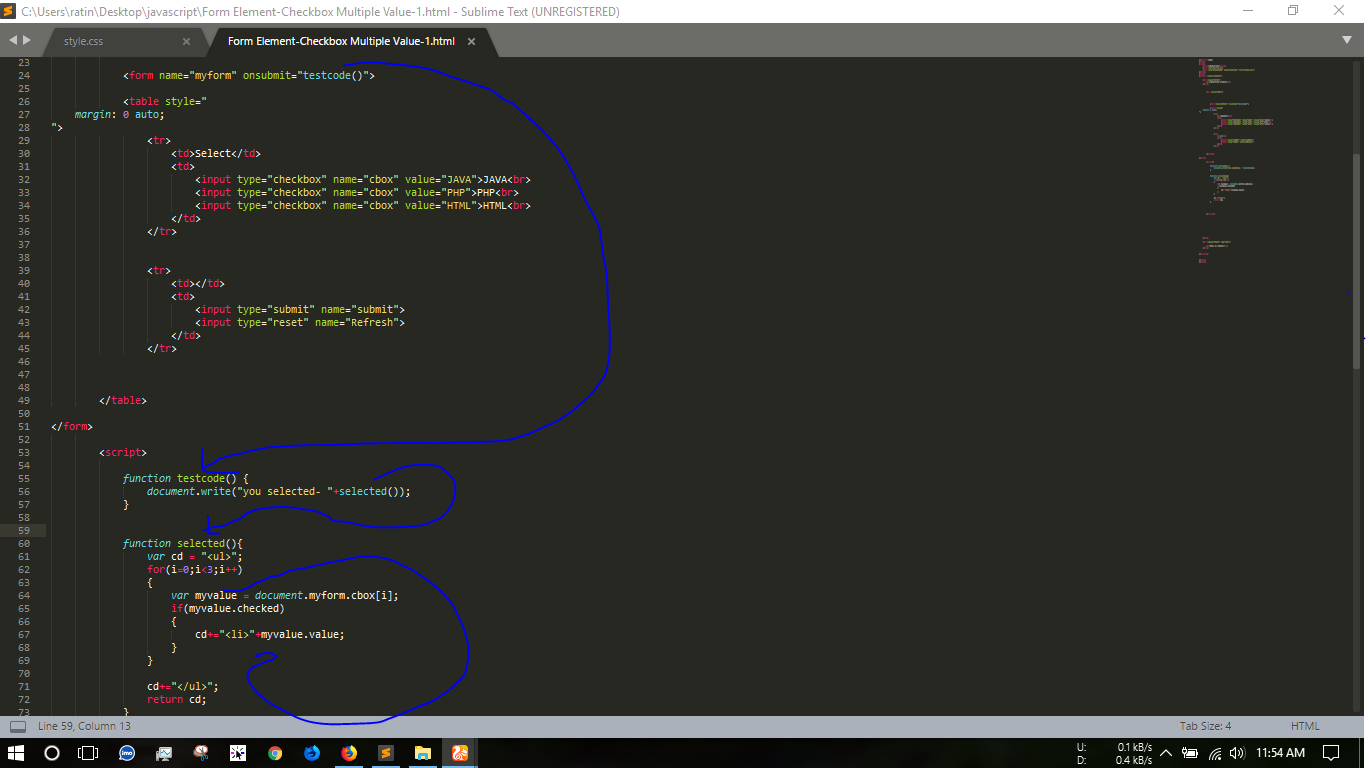 C:\Users\ratin\Desktop\javascript\Form Element-Checkbox Multiple Value-1.html - Sublime Text (UNREGISTERED)
style.css
Form Element-Checkbox Multiple Value-1.html
23
24 <form name="myform" onsubmit="testcode()">
25
26 <table style="
27 margin: 0 auto;
28 ">
29 <tr>
30 <td>Select</td>
31 <td>
32 <input type="checkbox" name="cbox" value="JAVA">JAVA<br>
33 <input type="checkbox" name="cbox" value="PHP">PHP<br>
34 <input type="checkbox" name="cbox" value="HTML">HTML<br>
35 </td>
36 </tr>
37
38
39 <tr>
40 <td></td>
41 <td>
42 <input type="submit" name="submit">
43 <input type="reset" name="Refresh">
44 </td>
45 </tr>
46
47
48
49 </table>
50
51 </form>
52
53 <script>
54
55 function testcode() {
56 document.write("you selected- "+selected());
57 }
58
59
60 function selected(){
61 var cd = "<ul>";
62 for(i=0;i<3;i++)
63 {
64 var myvalue = document.myform.cbox[i];
65 if(myvalue.checked)
66 {
67 cd+="<li>"+myvalue.value;
68 }
69 }
70
71 cd+="</ul>";
72 return cd;
73 }
Line 59, Column 13
Tab Size: 4
HTML
imo
U: 0.1 kB/s
D: 0.4 kB/s
11:54 AM